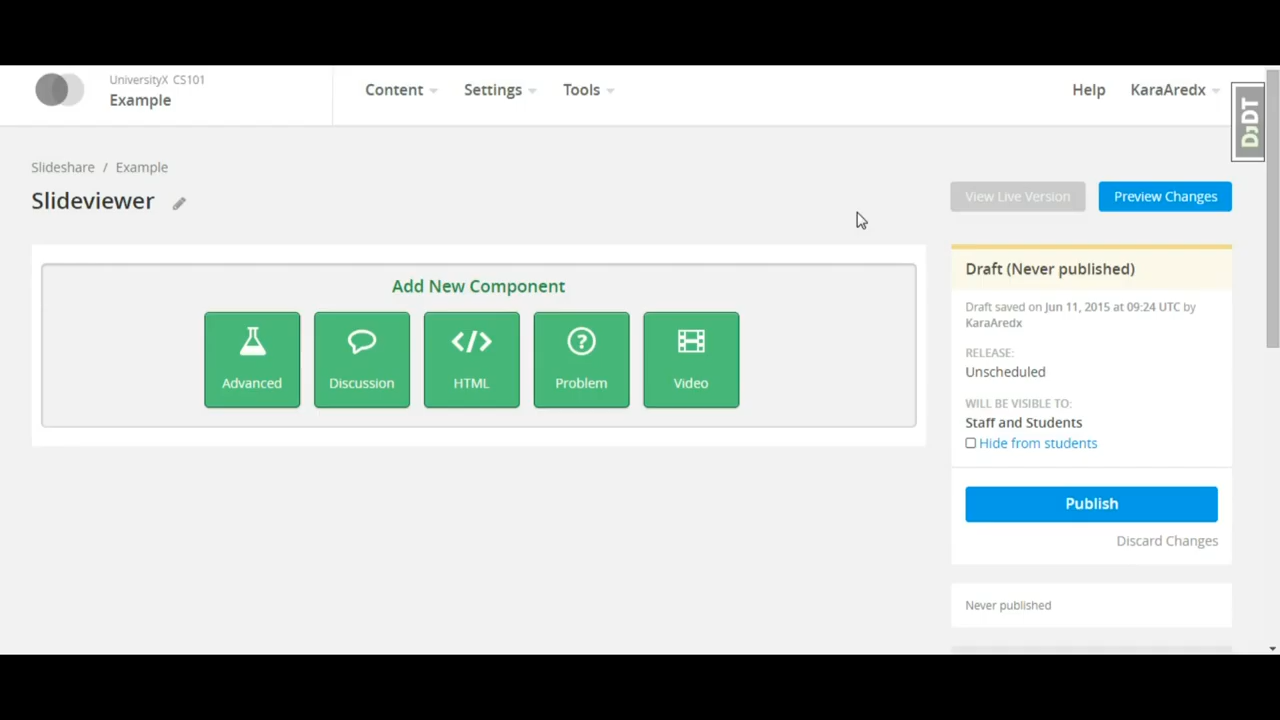 UniversityX CS101
Example
Content
Settings
Tools
Help
KaraAredx
DJDT
Slideshare / Example
Slideviewer
View Live Version
Preview Changes
Add New Component
Advanced
Discussion
HTML
Problem
Video
Draft (Never published)
Draft saved on Jun 11, 2015 at 09:24 UTC by
KaraAredx
RELEASE:
Unscheduled
WILL BE VISIBLE TO:
Staff and Students
Hide from students
Publish
Discard Changes
Never published